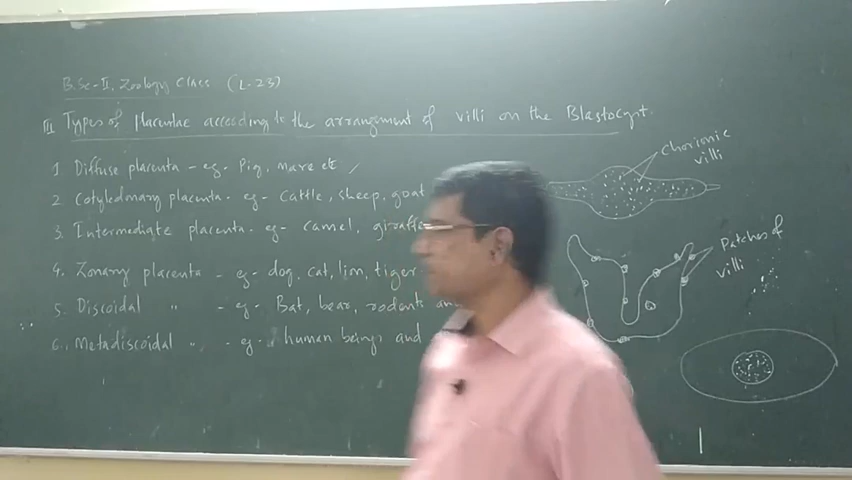 B.Sc-II, Zoology Class (L-23)
III Types of Placentae according to the arrangement of villi on the Blastocyst.
1 Diffuse placenta - eg. Pig, mare etc
2 Cotyledonary placenta. eg - Cattle, sheep, goat
3. Intermediate placenta. eg - Camel, giraffe
4. Zonary placenta - eg - dog, cat, lion, tiger
5. Discoidal " - eg. Bat, bear, rodents and
6. Metadiscoidal " - eg - human beings and
Chorionic
villi
Patches of
villi